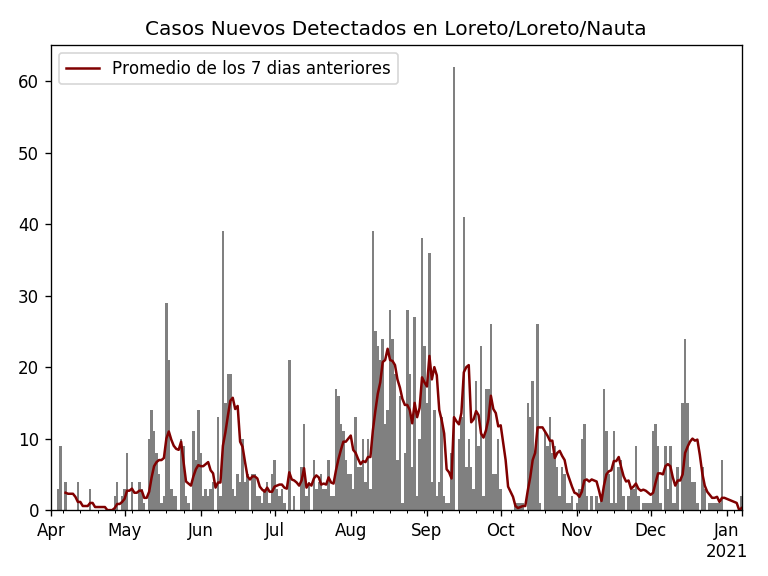 Casos Nuevos Detectados en Loreto/Loreto/Nauta
Promedio de los 7 dias anteriores
60
50
40
30
20
10
0
Apr May Jun Jul Aug Sep Oct Nov Dec Jan
2021